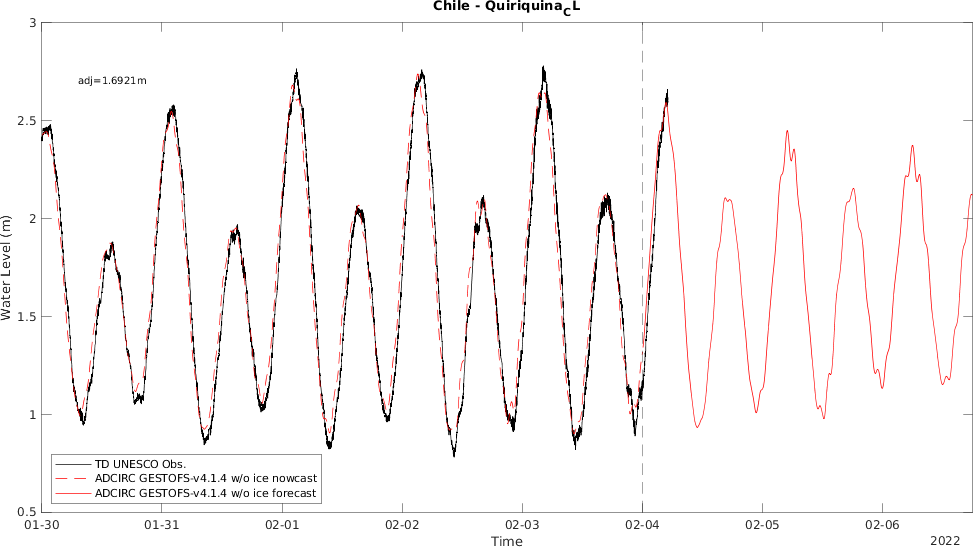 Chile - Quiriquina_CL
3
adj=1.6921m
2.5
2
Water Level (m)
1.5
1
TD UNESCO Obs.
ADCIRC GESTOFS-v4.1.4 w/o ice nowcast
ADCIRC GESTOFS-v4.1.4 w/o ice forecast
0.5
01-30 01-31 02-01 02-02 02-03 02-04 02-05 02-06
Time
2022